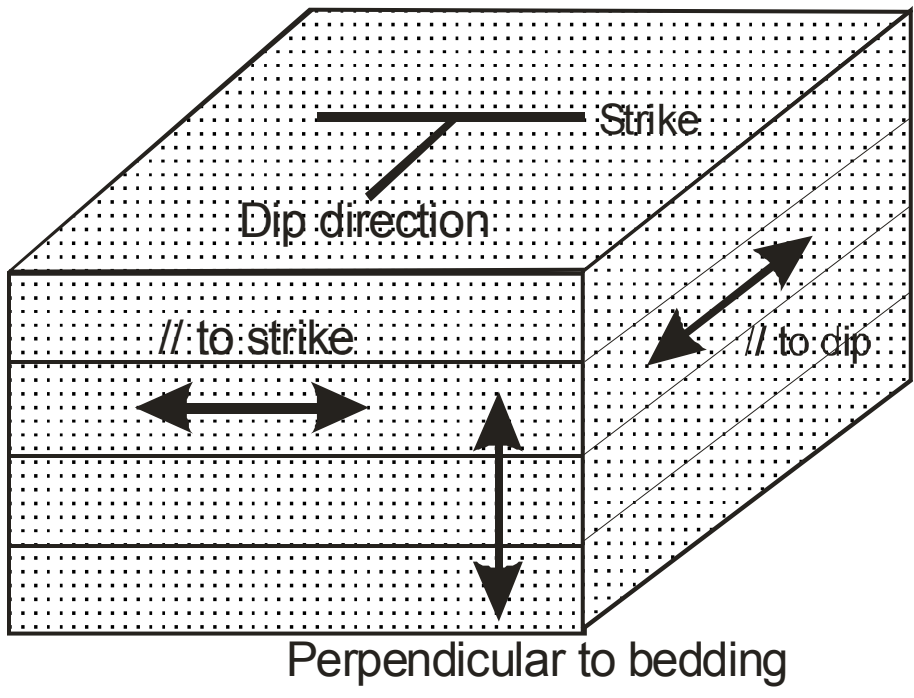 Strike
Dip direction
// to strike
// to dip
Perpendicular to bedding